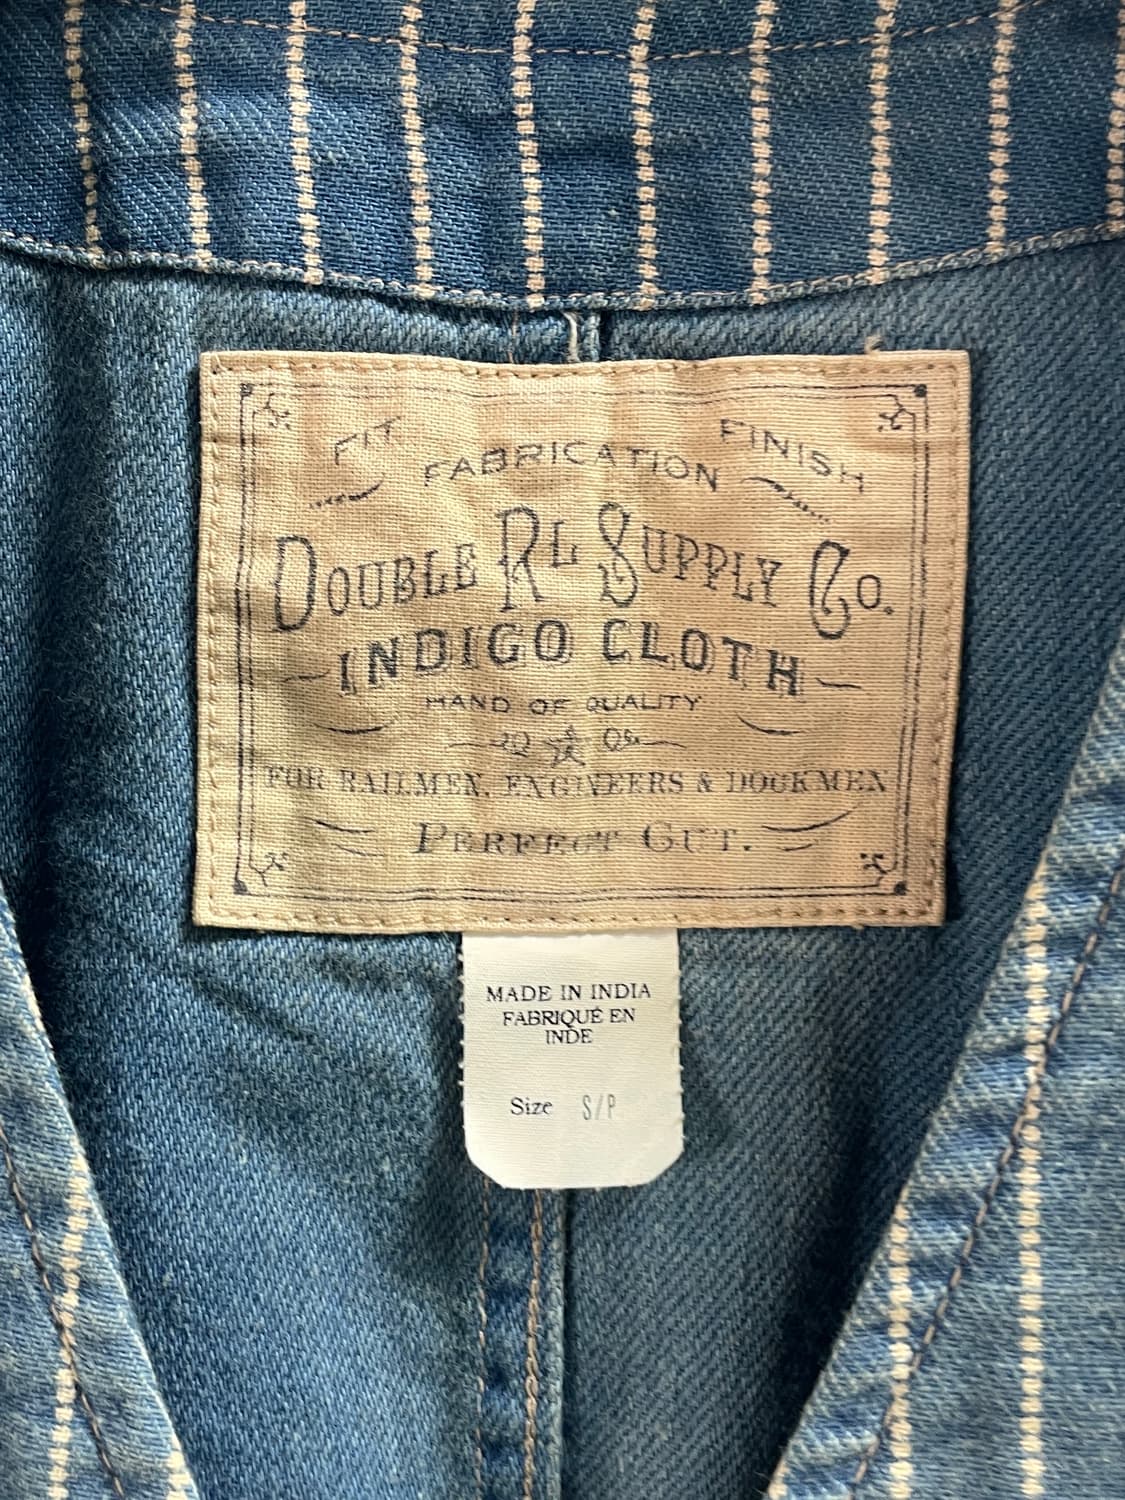 FIT FABRICATION FINISH
DOUBLE RL SUPPLY CO.
INDIGO CLOTH
HAND OF QUALITY
FOR RAILMEN, ENGINEERS & DOCKMEN
PERFECT CUT.
MADE IN INDIA
FABRIQUÉ EN
INDE
Size S/P